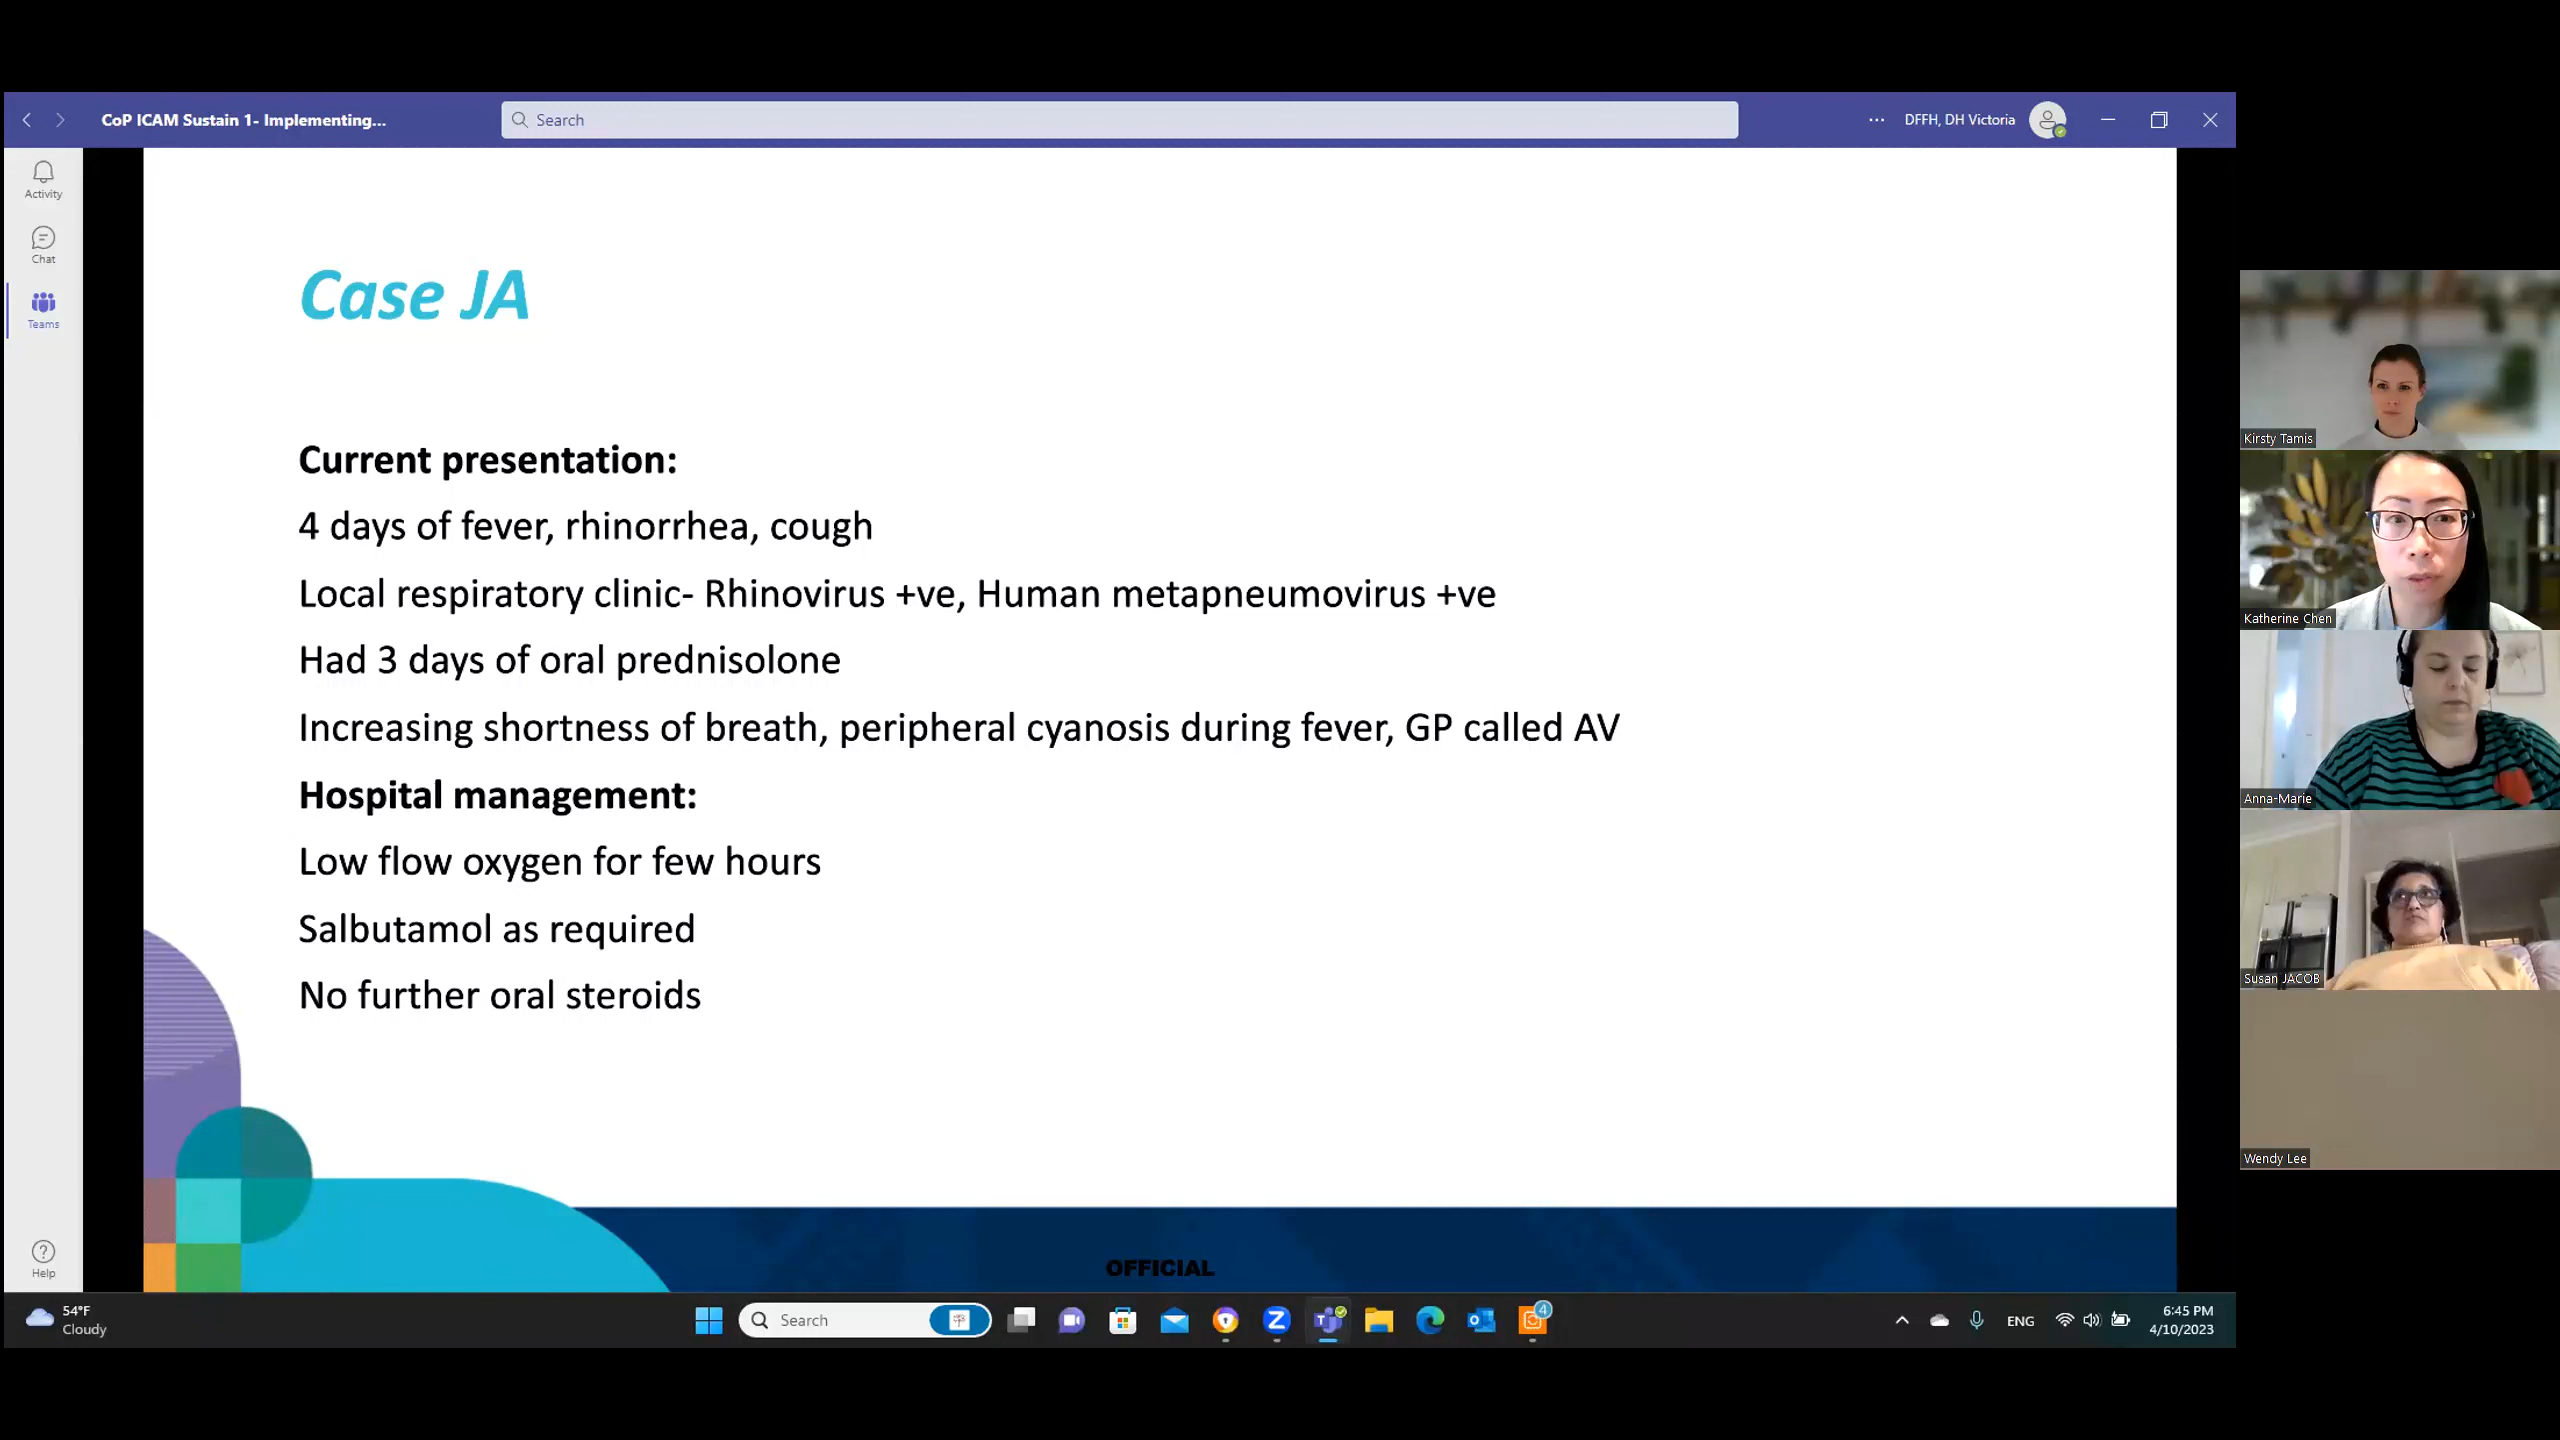 CoP ICAM Sustain 1- Implementing...
Search
DFFH, DH Victoria
Activity
Chat
Teams
Case JA
Current presentation:
4 days of fever, rhinorrhea, cough
Local respiratory clinic- Rhinovirus +ve, Human metapneumovirus +ve
Had 3 days of oral prednisolone
Increasing shortness of breath, peripheral cyanosis during fever, GP called AV
Hospital management:
Low flow oxygen for few hours
Salbutamol as required
No further oral steroids
OFFICIAL
Help
Kirsty Tamis
Katherine Chen
Anna-Marie
Susan JACOB
Wendy Lee
54°F
Cloudy
Search
4
ENG
6:45 PM
4/10/2023